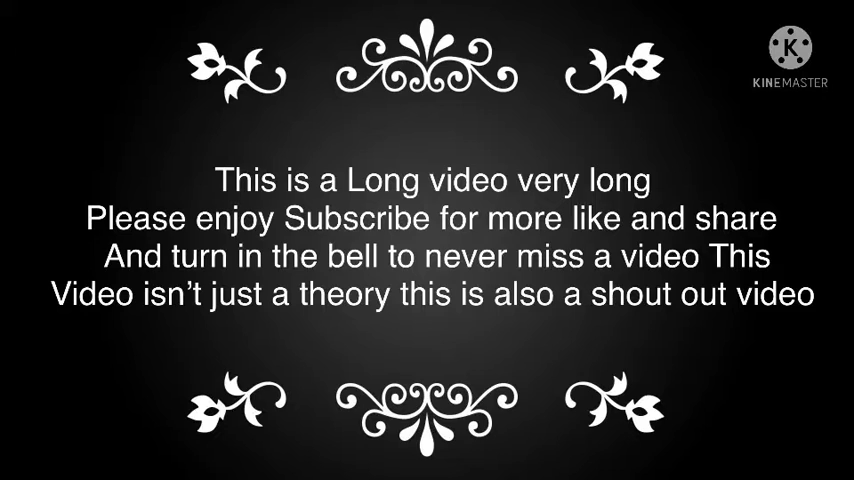 K
KINEMASTER
This is a Long video very long
Please enjoy Subscribe for more like and share
And turn in the bell to never miss a video This
Video isn't just a theory this is also a shout out video